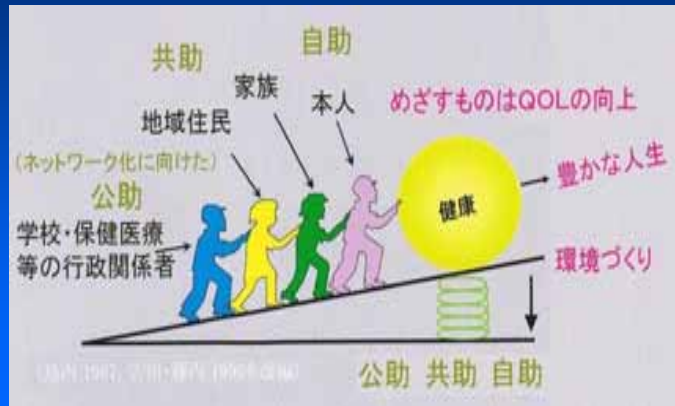 自助
共助
家族
本人
めざすものはQOLの向上
地域住民
(ネットワーク化に向けた)
公助
豊かな人生
健康
学校・保健医療
等の行政関係者
環境づくり
公助 共助 自助